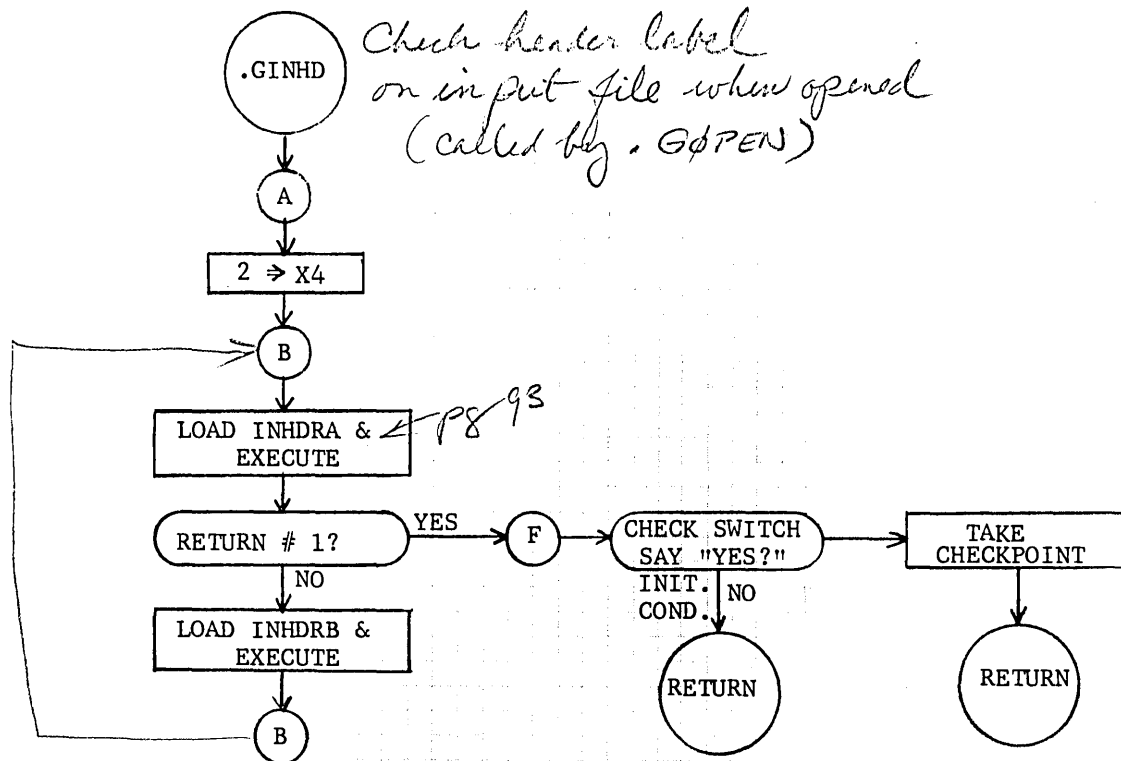 .GINHD
Check header label
on input file when opened
(called by .GØPEN)
A
2 ⇒ X4
B
LOAD INHDRA &
EXECUTE
pg 93
RETURN # 1?
YES
F
CHECK SWITCH
SAY "YES?"
TAKE
CHECKPOINT
NO
INIT.
COND.
NO
LOAD INHDRB &
EXECUTE
RETURN
RETURN
B